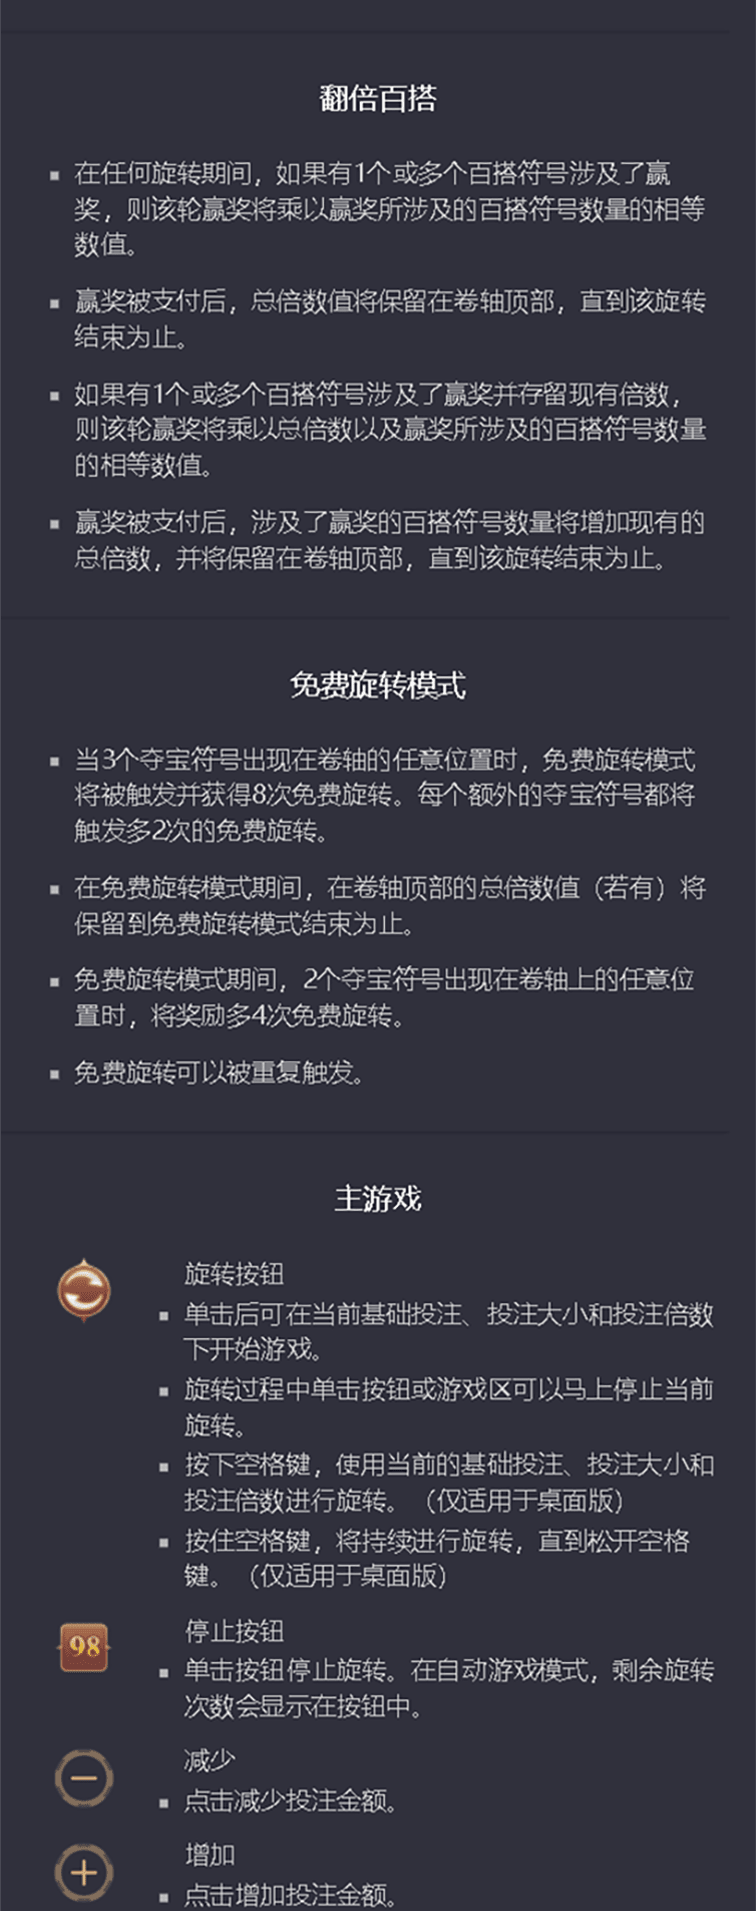 翻倍百搭
在任何旋转期间，如果有1个或多个百搭符号涉及了赢
奖，则该轮赢奖将乘以赢奖所涉及的百搭符号数量的相等
数值。
赢奖被支付后，总倍数值将保留在卷轴顶部，直到该旋转
结束为止。
如果有1个或多个百搭符号涉及了赢奖并存留现有倍数，
则该轮赢奖将乘以总倍数以及赢奖所涉及的百搭符号数量
的相等数值。
赢奖被支付后，涉及了赢奖的百搭符号数量将增加现有的
总倍数，并将保留在卷轴顶部，直到该旋转结束为止。
免费旋转模式
当3个夺宝符号出现在卷轴的任意位置时，免费旋转模式
将被触发并获得8次免费旋转。每个额外的夺宝符号都将
触发多2次的免费旋转。
在免费旋转模式期间，在卷轴顶部的总倍数值（若有）将
保留到免费旋转模式结束为止。
免费旋转模式期间，2个夺宝符号出现在卷轴上的任意位
置时，将奖励多4次免费旋转。
免费旋转可以被重复触发。
主游戏
旋转按钮
单击后可在当前基础投注、投注大小和投注倍数
下开始游戏。
旋转过程中单击按钮或游戏区可以马上停止当前
旋转。
按下空格键，使用当前的基础投注、投注大小和
投注倍数进行旋转。（仅适用于桌面版）
按住空格键，将持续进行旋转，直到松开空格
键。（仅适用于桌面版）
98
停止按钮
单击按钮停止旋转。在自动游戏模式，剩余旋转
次数会显示在按钮中。
减少
点击减少投注金额。
增加
点击增加投注金额。